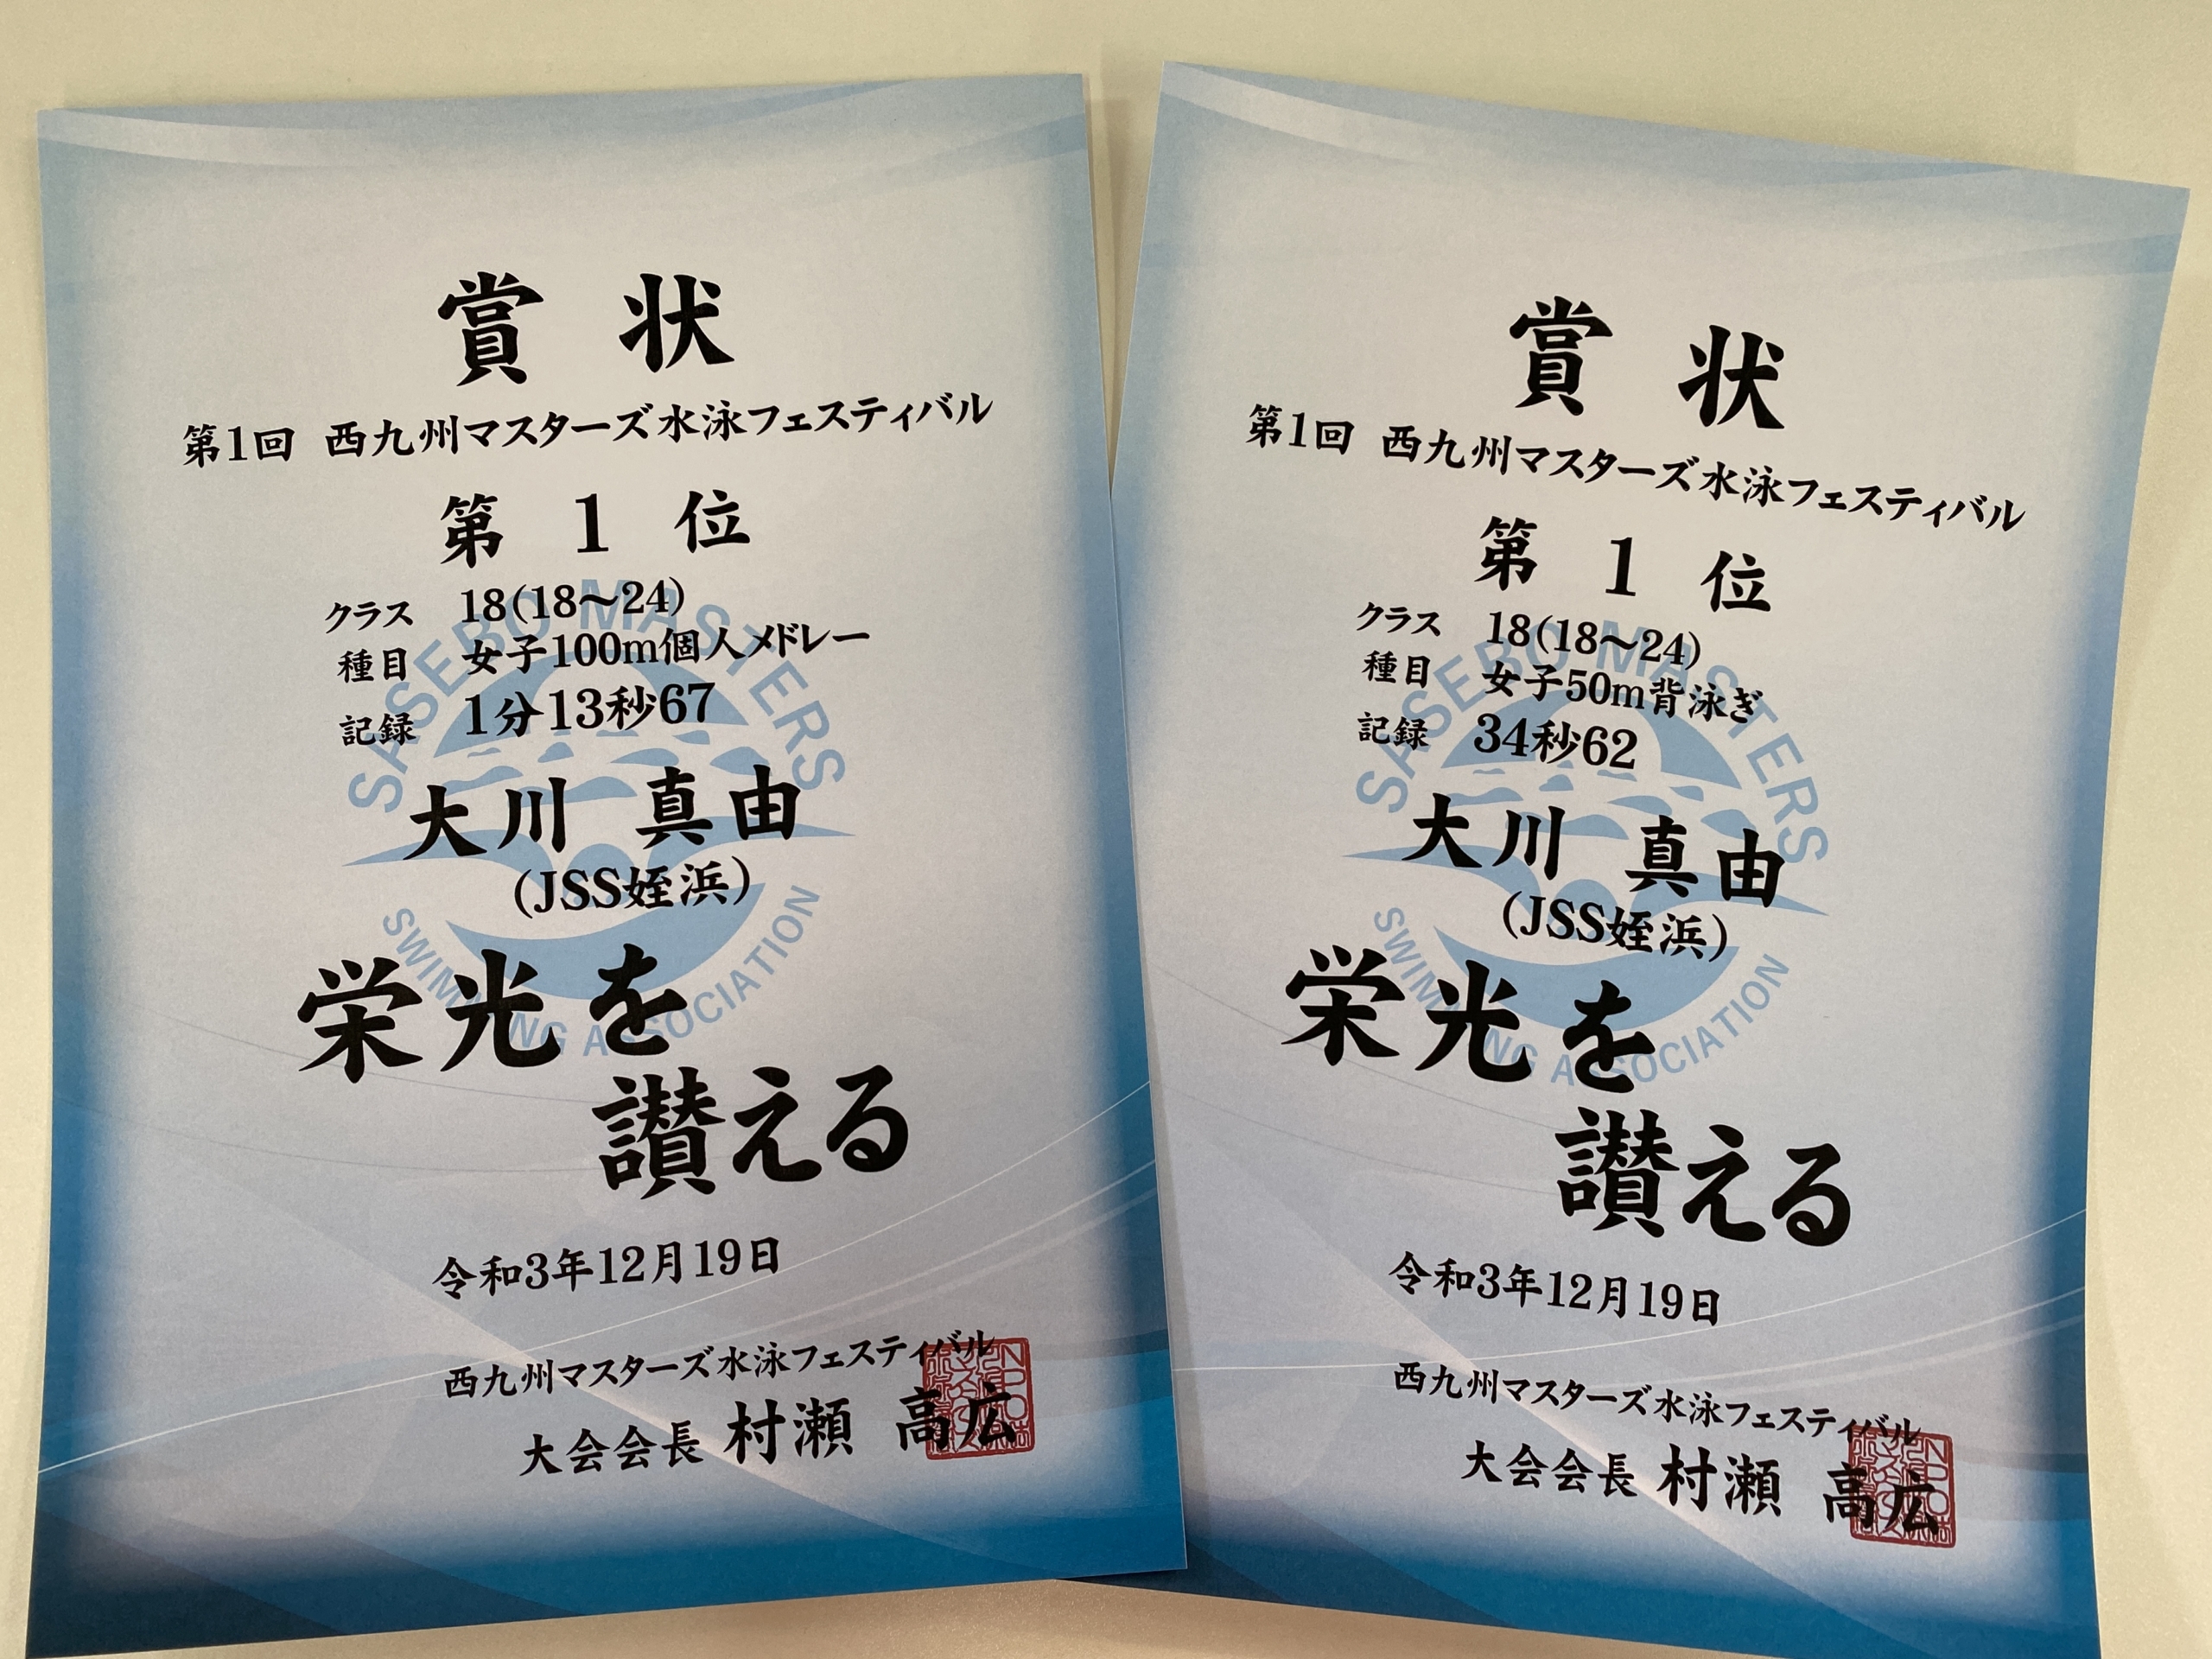 賞状
第1回 西九州マスターズ水泳フェスティバル
第1位
クラス 18(18～24)
種目 女子100m個人メドレー
記録 1分13秒67
大川 真由
(JSS姪浜)
栄光を
讃える
令和3年12月19日
西九州マスターズ水泳フェスティバル
大会会長 村瀬 高広
SASEBO MASTERS
SWIMMING ASSOCIATION
賞状
第1回 西九州マスターズ水泳フェスティバル
第1位
クラス 18(18～24)
種目 女子50m背泳ぎ
記録 34秒62
大川 真由
(JSS姪浜)
栄光を
讃える
令和3年12月19日
西九州マスターズ水泳フェスティバル
大会会長 村瀬 高広
SASEBO MASTERS
SWIMMING ASSOCIATION